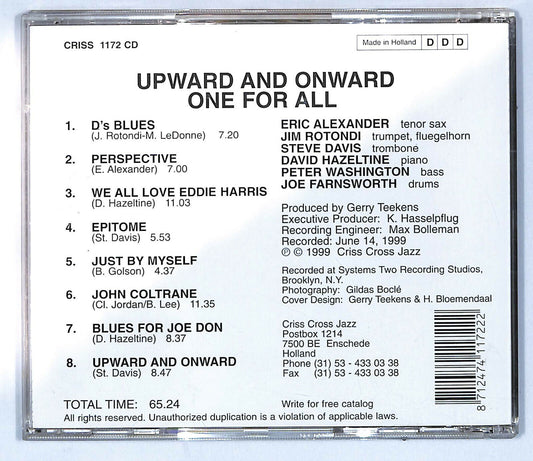 CRISS 1172 CD
Made in Holland D D D
UPWARD AND ONWARD
ONE FOR ALL
1. D's BLUES
(J. Rotondi-M. LeDonne) 7.20
2. PERSPECTIVE
(E. Alexander) 7.00
3. WE ALL LOVE EDDIE HARRIS
(D. Hazeltine) 11.03
4. EPITOME
(St. Davis) 5.53
5. JUST BY MYSELF
(B. Golson) 4.37
6. JOHN COLTRANE
(Cl. Jordan/B. Lee) 11.35
7. BLUES FOR JOE DON
(D. Hazeltine) 8.37
8. UPWARD AND ONWARD
(St. Davis) 8.47
TOTAL TIME: 65.24
ERIC ALEXANDER tenor sax
JIM ROTONDI trumpet, fluegelhorn
STEVE DAVIS trombone
DAVID HAZELTINE piano
PETER WASHINGTON bass
JOE FARNSWORTH drums
Produced by Gerry Teekens
Executive Producer: K. Hasselpflug
Recording Engineer: Max Bolleman
Recorded: June 14, 1999
℗ © 1999 Criss Cross Jazz
Recorded at Systems Two Recording Studios,
Brooklyn, N.Y.
Photography: Gildas Boclé
Cover Design: Gerry Teekens & H. Bloemendaal
Criss Cross Jazz
Postbox 1214
7500 BE Enschede
Holland
Phone (31) 53 - 433 03 38
Fax (31) 53 - 433 03 38
Write for free catalog
8 712474 117222
All rights reserved. Unauthorized duplication is a violation of applicable laws.